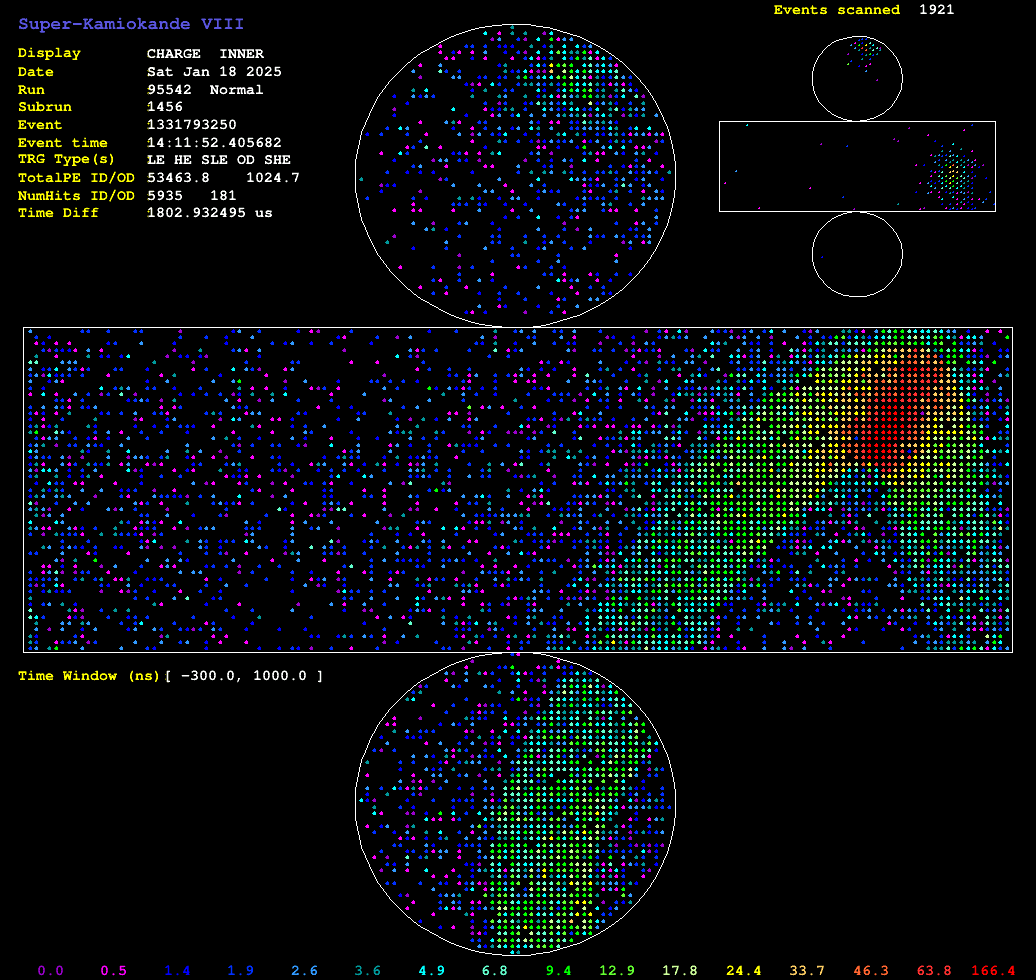 Super-Kamiokande VIII
Events scanned 1921
Display CHARGE INNER
Date Sat Jan 18 2025
Run 95542 Normal
Subrun 1456
Event 1331793250
Event time 14:11:52.405682
TRG Type(s) LE HE SLE OD SHE
TotalPE ID/OD 53463.8 1024.7
NumHits ID/OD 5935 181
Time Diff 1802.932495 us
Time Window (ns)[ -300.0, 1000.0 ]
0.0 0.5 1.4 1.9 2.6 3.6 4.9 6.8 9.4 12.9 17.8 24.4 33.7 46.3 63.8 166.4